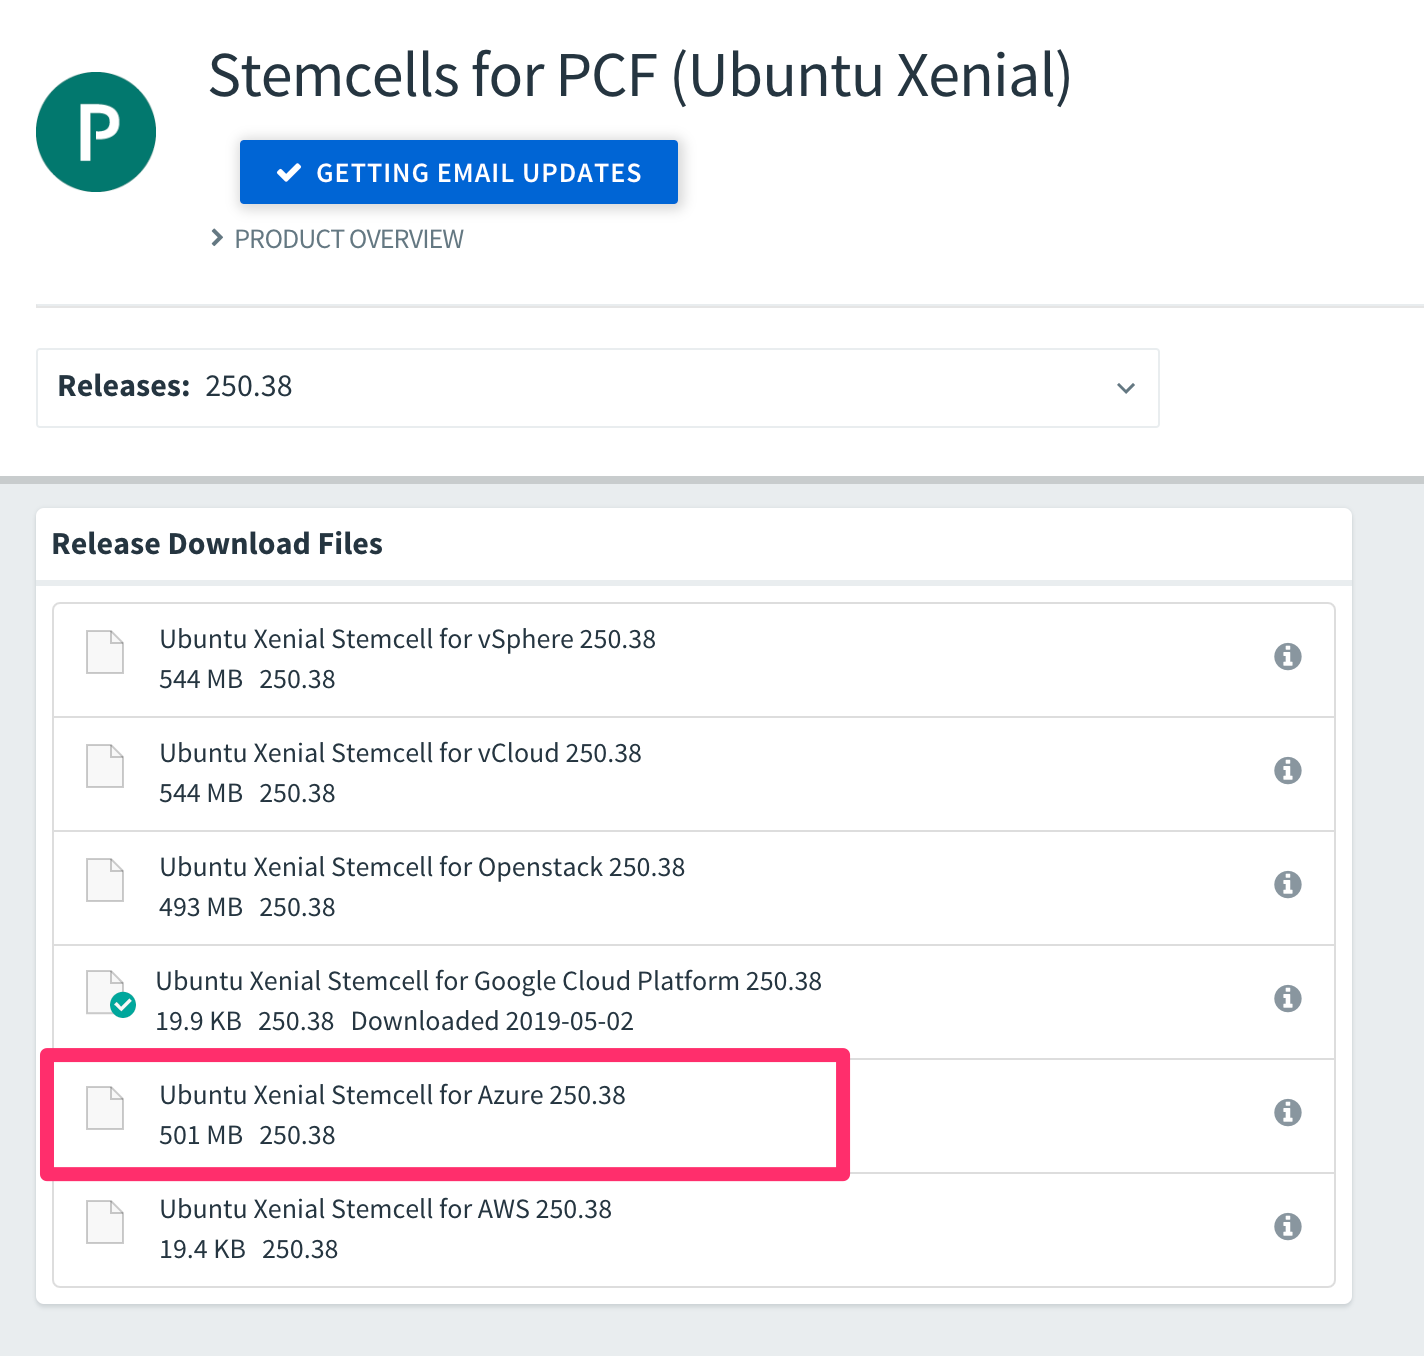 P
Stemcells for PCF (Ubuntu Xenial)
GETTING EMAIL UPDATES
PRODUCT OVERVIEW
Releases: 250.38
Release Download Files
Ubuntu Xenial Stemcell for vSphere 250.38
544 MB 250.38
Ubuntu Xenial Stemcell for vCloud 250.38
544 MB 250.38
Ubuntu Xenial Stemcell for Openstack 250.38
493 MB 250.38
Ubuntu Xenial Stemcell for Google Cloud Platform 250.38
19.9 KB 250.38 Downloaded 2019-05-02
Ubuntu Xenial Stemcell for Azure 250.38
501 MB 250.38
Ubuntu Xenial Stemcell for AWS 250.38
19.4 KB 250.38